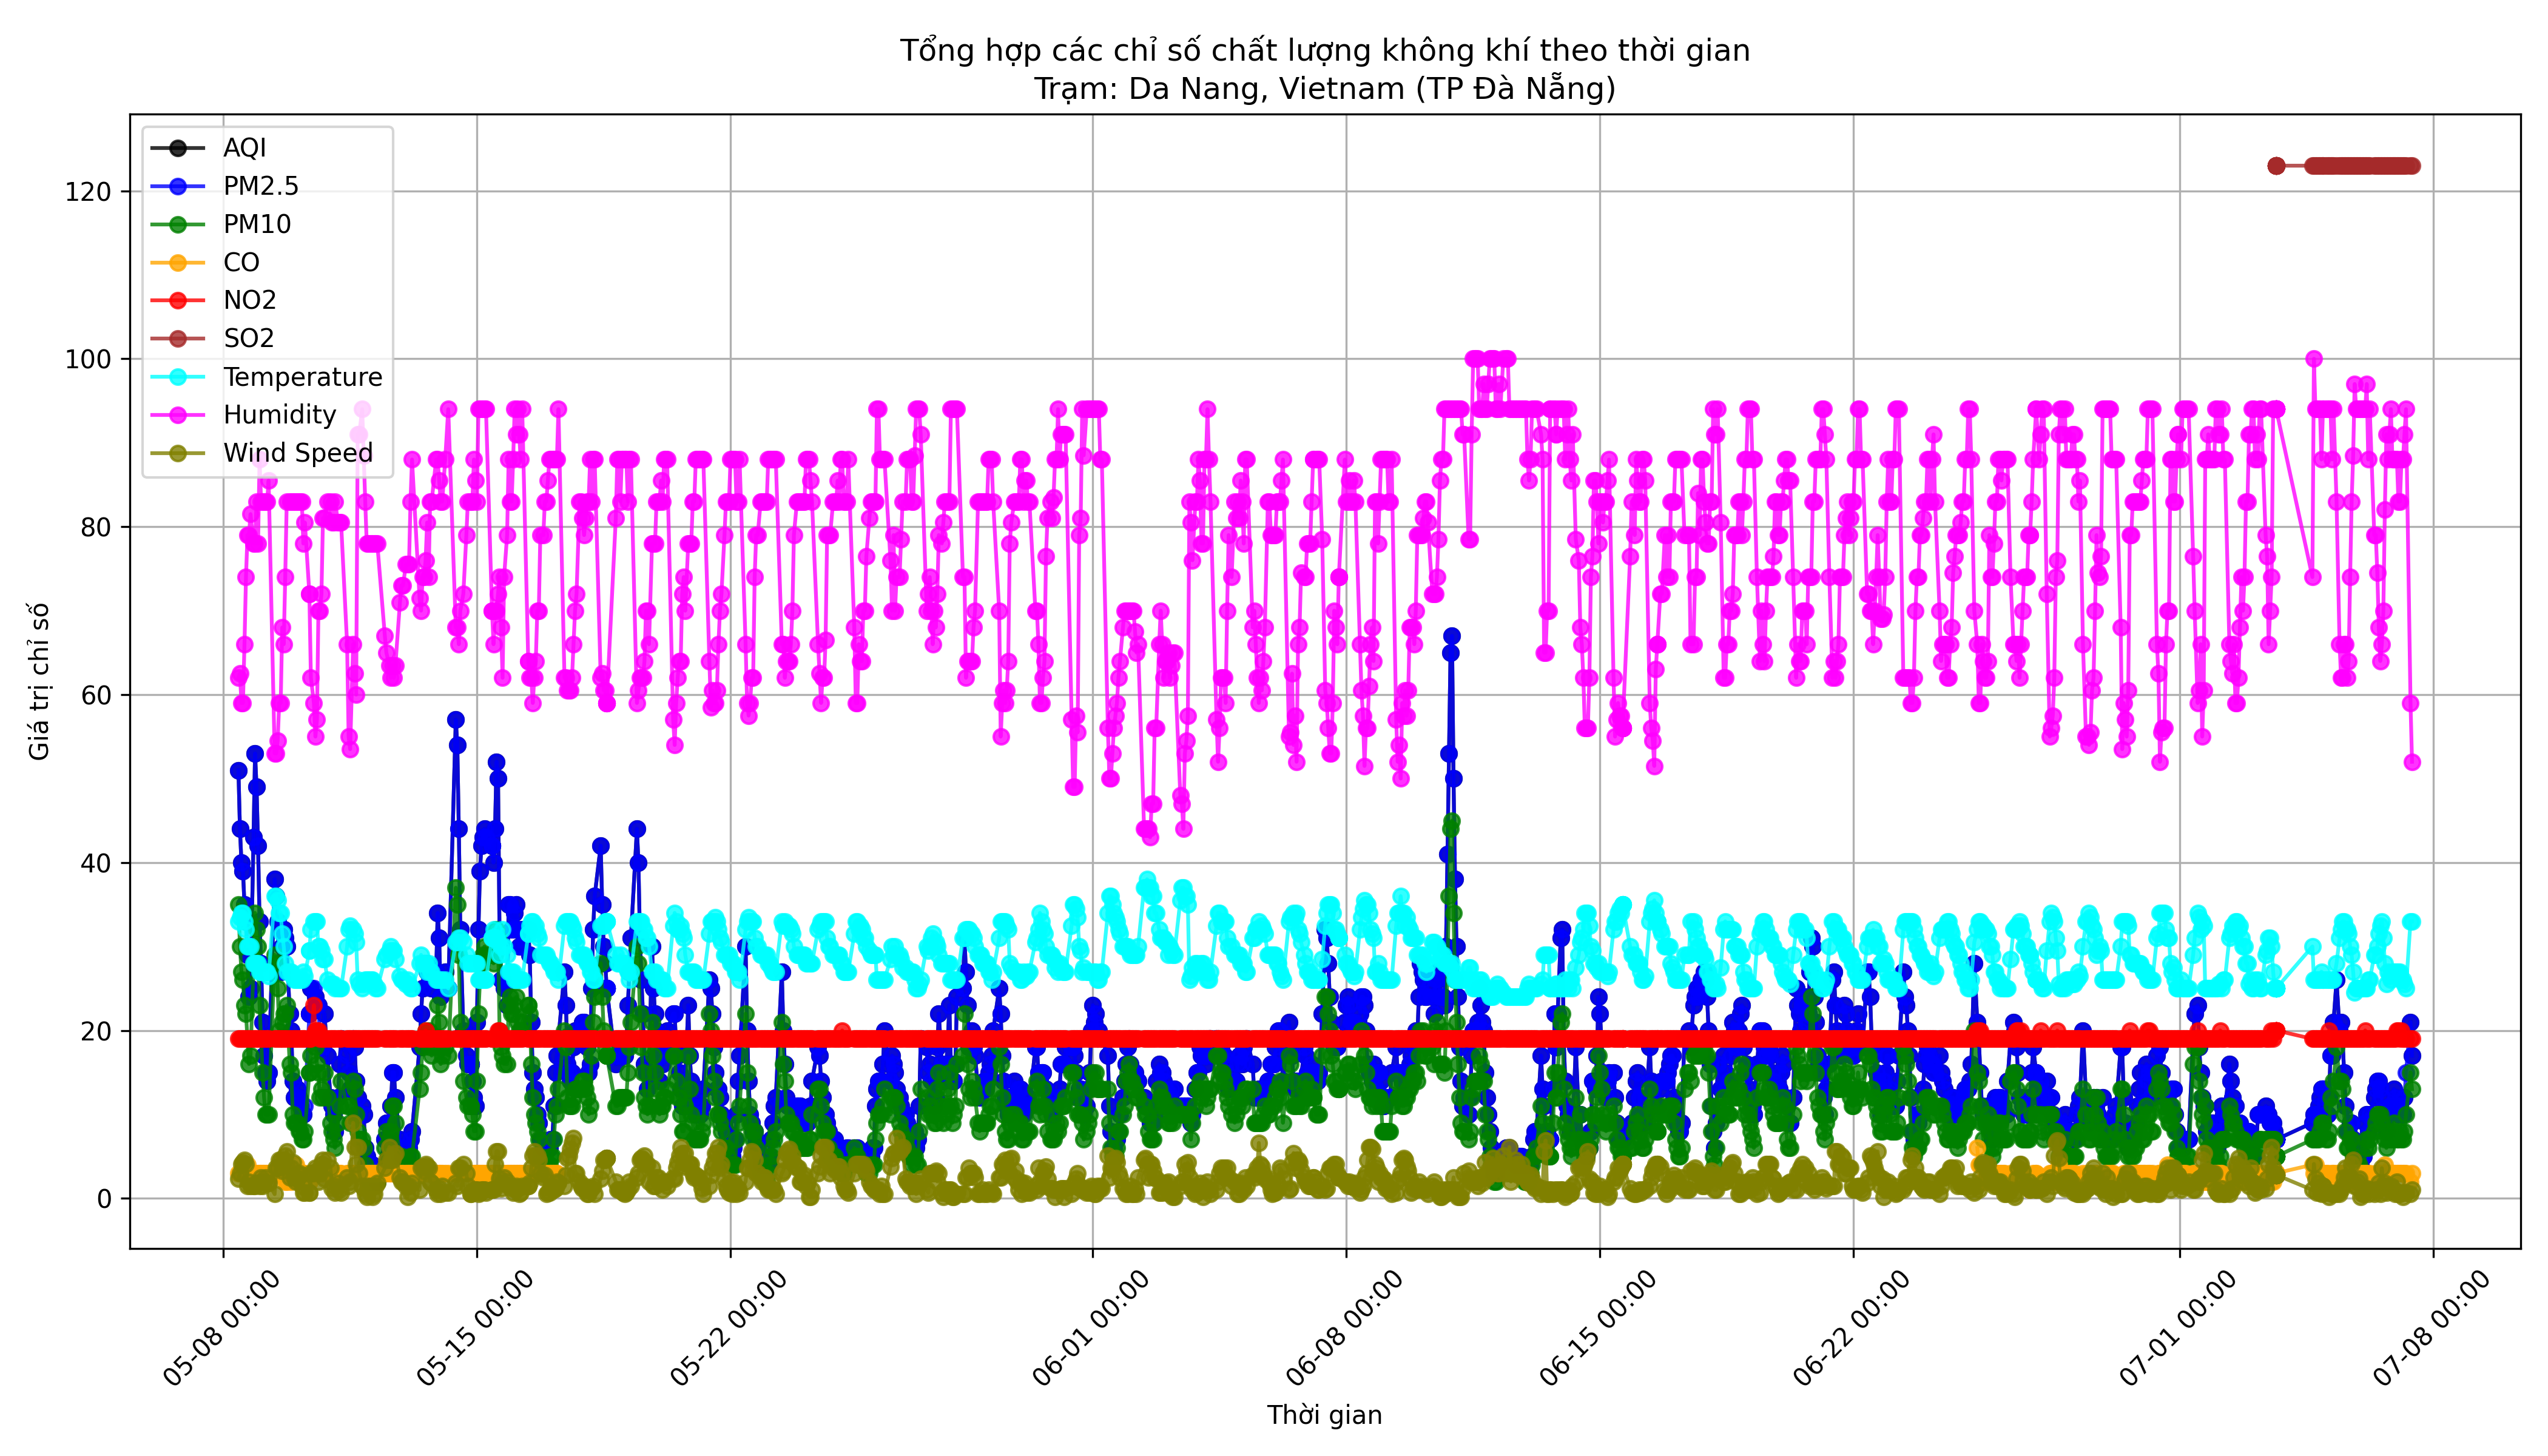 Tổng hợp các chỉ số chất lượng không khí theo thời gian
Trạm: Da Nang, Vietnam (TP Đà Nẵng)
AQI
PM2.5
PM10
CO
NO2
SO2
Temperature
Humidity
Wind Speed
Giá trị chỉ số
120
100
80
60
40
20
0
05-08 00:00
05-15 00:00
05-22 00:00
06-01 00:00
06-08 00:00
06-15 00:00
06-22 00:00
07-01 00:00
07-08 00:00
Thời gian